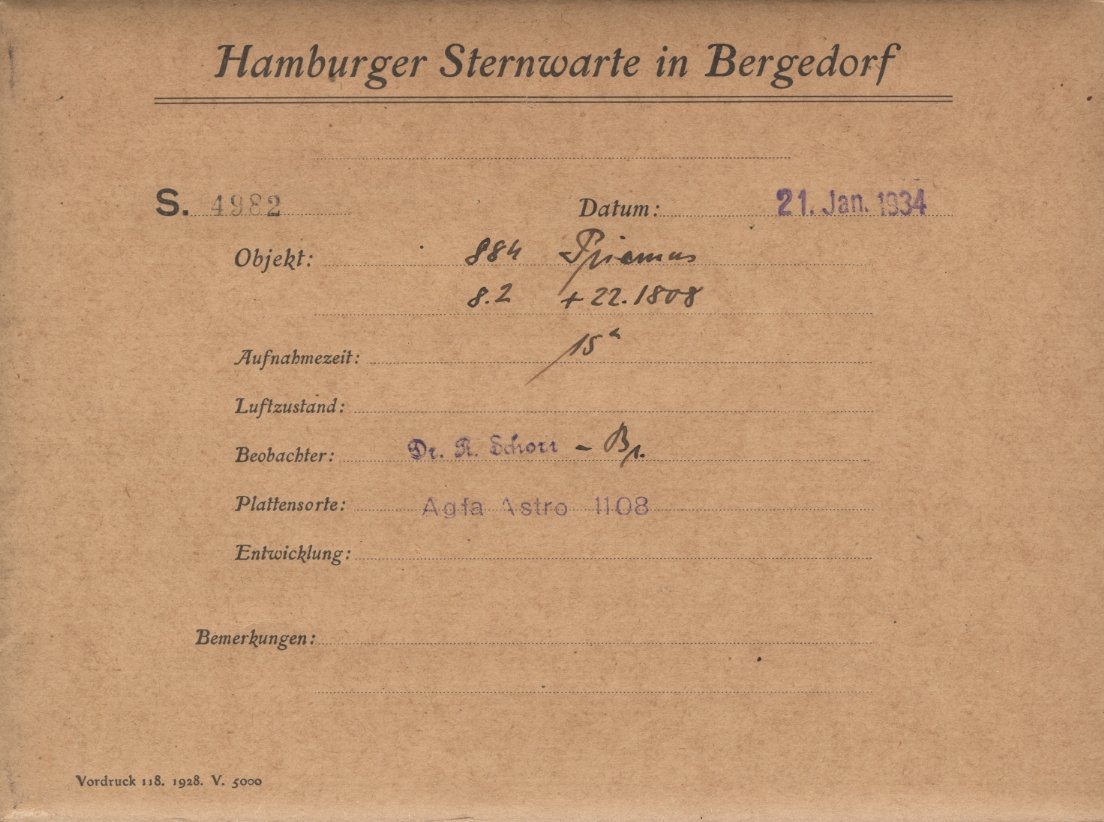 Hamburger Sternwarte in Bergedorf
S. 4982 Datum: 21. Jan. 1934
Objekt: 884 Priamus
8.2 + 22.1808
Aufnahmezeit: 15
Luftzustand:
Beobachter: Dr. R. Schorr –
Plattensorte: Agfa Astro 1108
Entwicklung:
Bemerkungen:
Vordruck 118. 1928. V. 5000